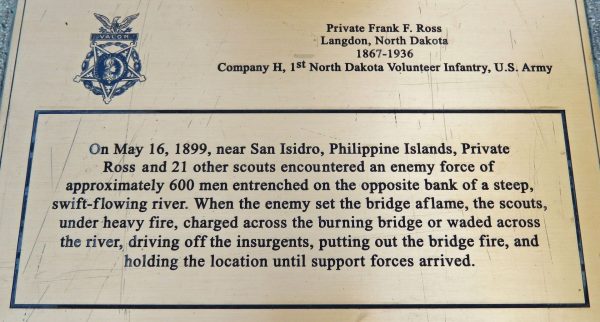 VALOR
Private Frank F. Ross
Langdon, North Dakota
1867-1936
Company H, 1st North Dakota Volunteer Infantry, U.S. Army
On May 16, 1899, near San Isidro, Philippine Islands, Private
Ross and 21 other scouts encountered an enemy force of
approximately 600 men entrenched on the opposite bank of a steep,
swift-flowing river. When the enemy set the bridge aflame, the scouts,
under heavy fire, charged across the burning bridge or waded across
the river, driving off the insurgents, putting out the bridge fire, and
holding the location until support forces arrived.